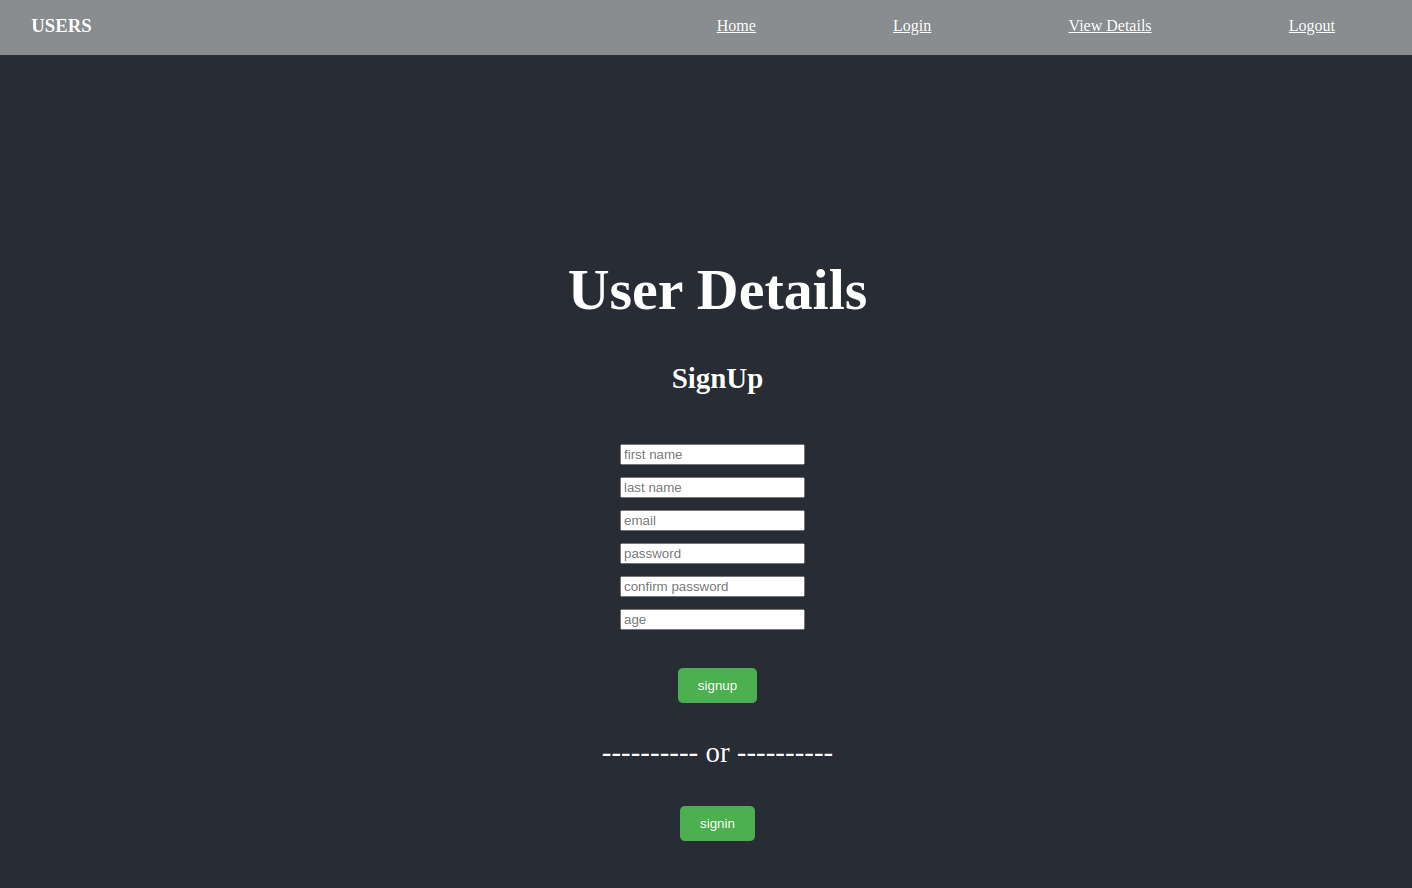 USERS Home Login View Details Logout
User Details
SignUp
first name
last name
email
password
confirm password
age
signup
---------- or ----------
signin